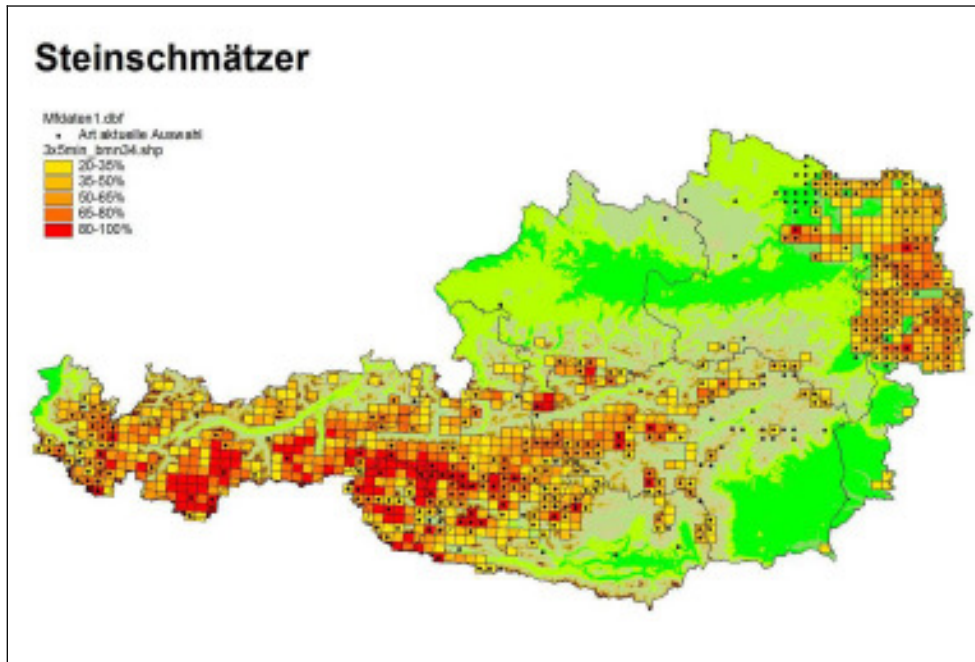 Steinschmätzer
Mfdaten1.dbf
Art aktuelle Auswahl
3x5min_bmn34.shp
20-35%
35-50%
50-65%
65-80%
80-100%